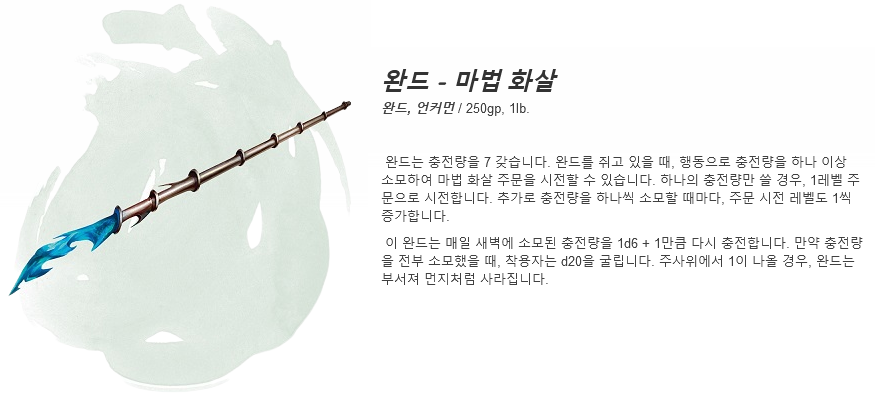 완드 - 마법 화살
완드, 언커먼 / 250gp, 1lb.
완드는 충전량을 7 갖습니다. 완드를 쥐고 있을 때, 행동으로 충전량을 하나 이상
소모하여 마법 화살 주문을 시전할 수 있습니다. 하나의 충전량만 쓸 경우, 1레벨 주
문으로 시전합니다. 추가로 충전량을 하나씩 소모할 때마다, 주문 시전 레벨도 1씩
증가합니다.
이 완드는 매일 새벽에 소모된 충전량을 1d6 + 1만큼 다시 충전합니다. 만약 충전량
을 전부 소모했을 때, 착용자는 d20을 굴립니다. 주사위에서 1이 나올 경우, 완드는
부서져 먼지처럼 사라집니다.